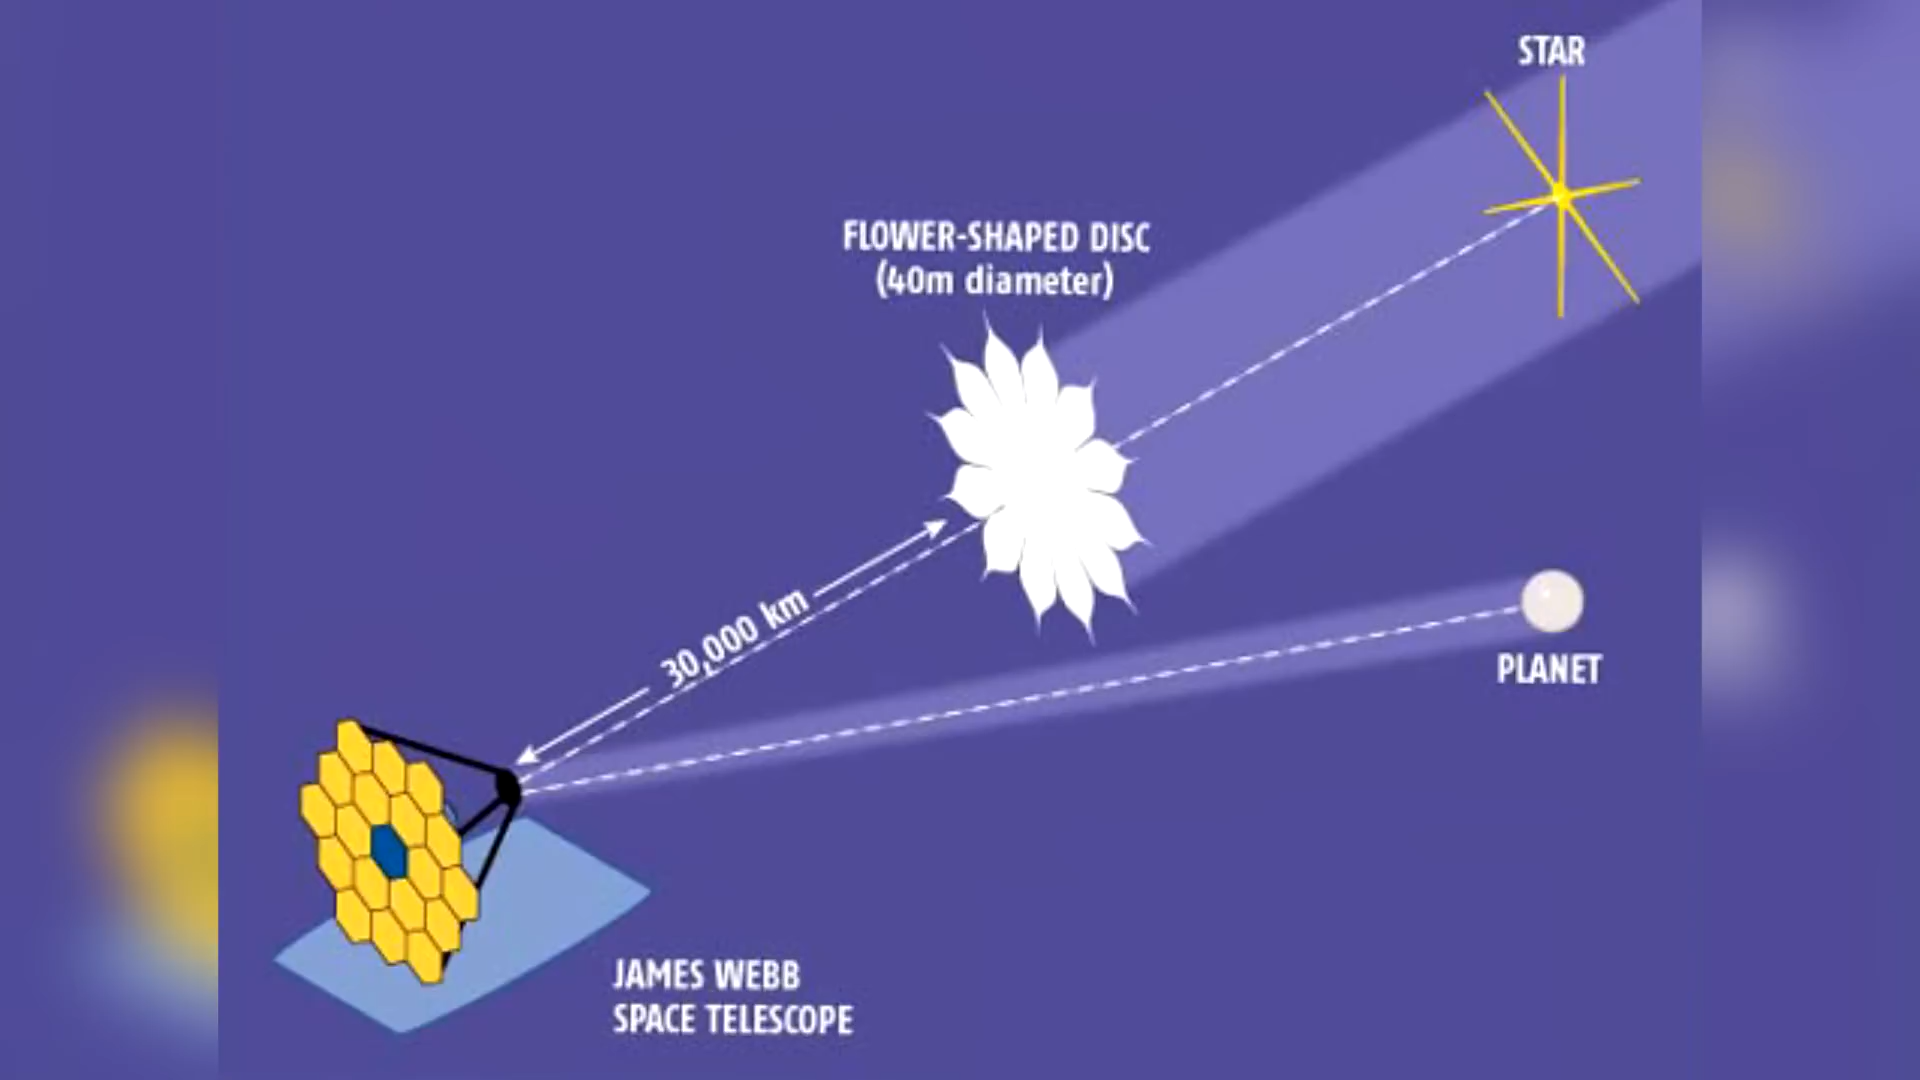 STAR
FLOWER-SHAPED DISC
(40m diameter)
30,000 km
PLANET
JAMES WEBB
SPACE TELESCOPE